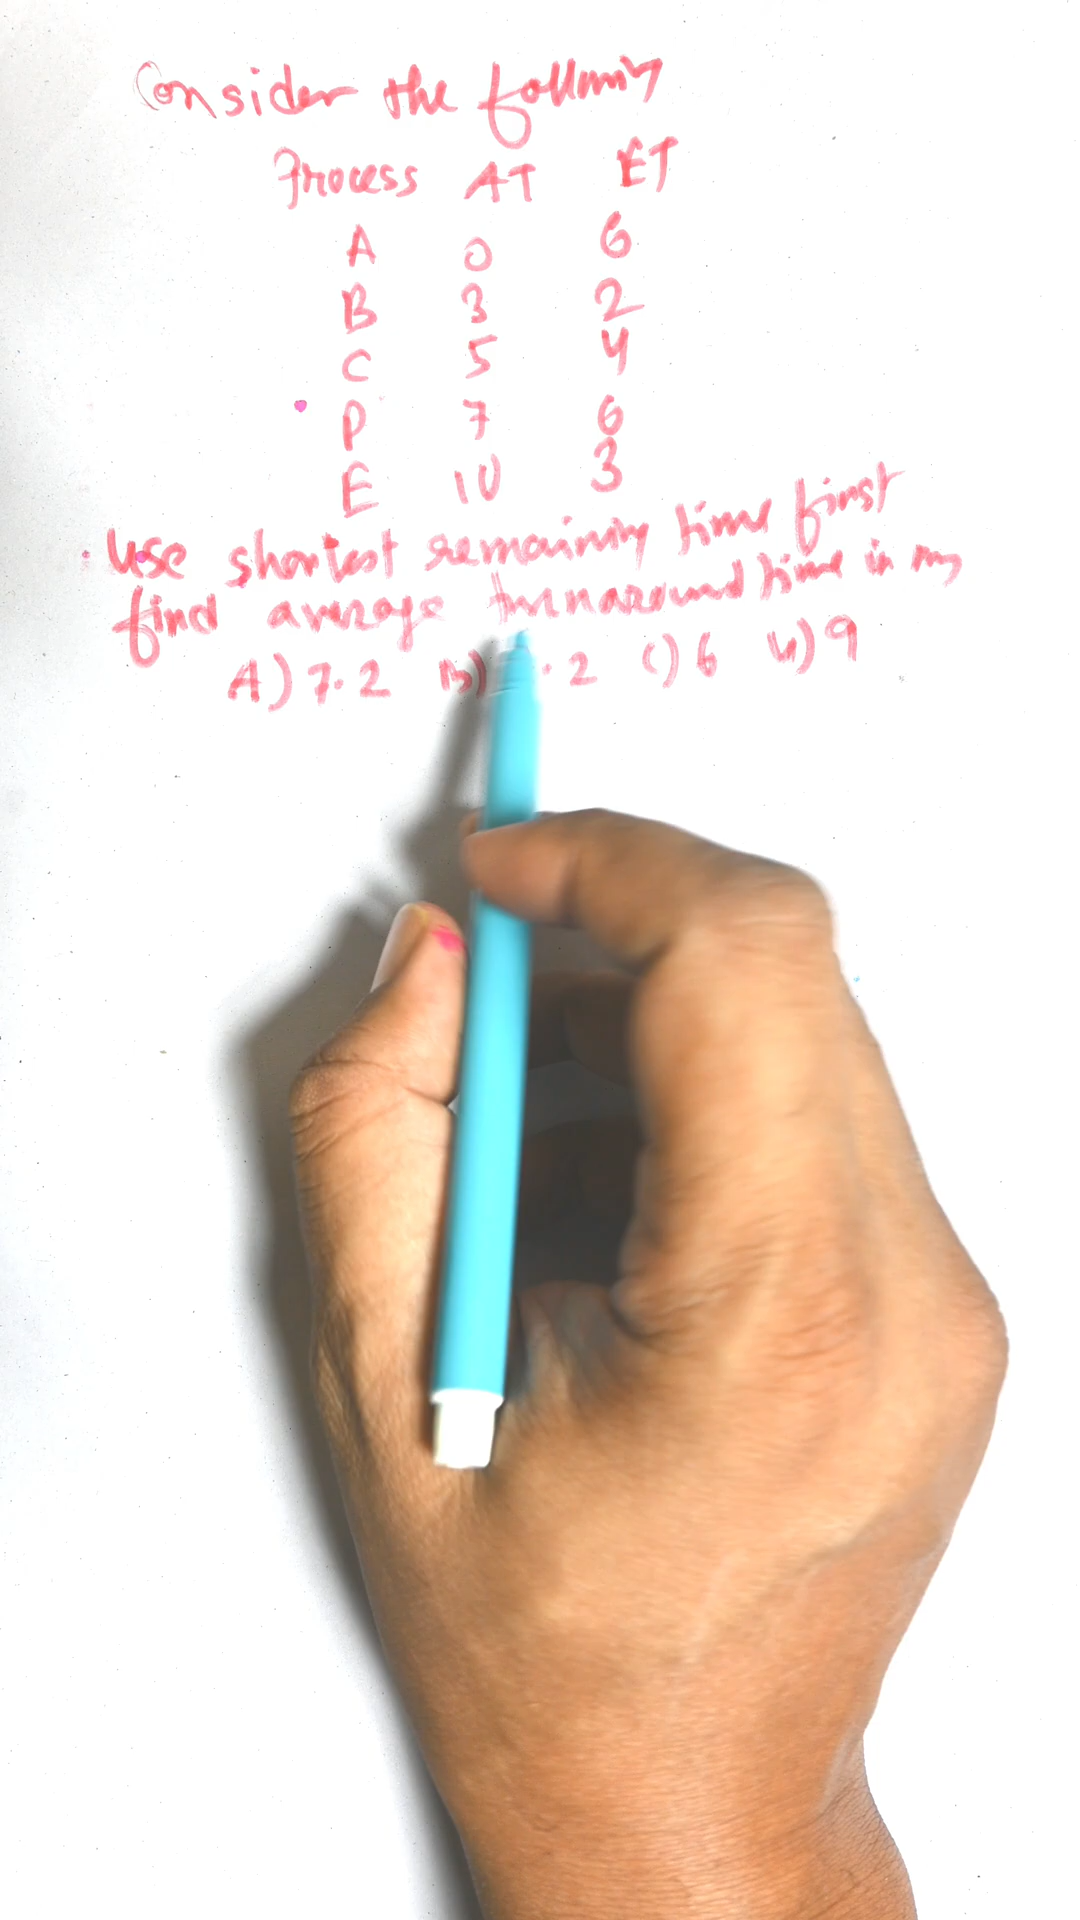 Consider the following
Process AT ET
A 0 6
B 3 2
C 5 4
D 7 6
E 10 3
Use shortest remaining time first
find average turnaround time in ms
A) 7.2 B) .2 C) 6 4) 9